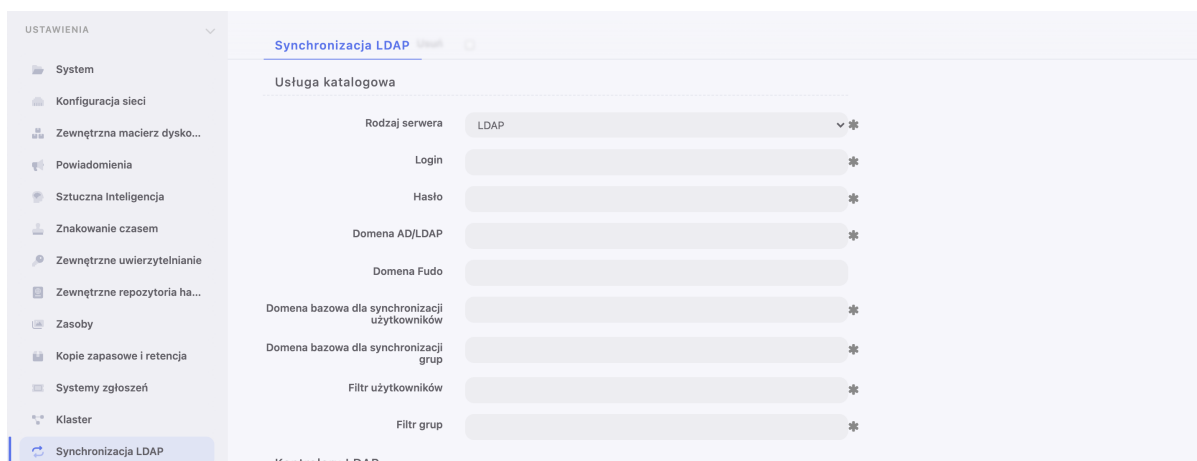 USTAWIENIA
System
Konfiguracja sieci
Zewnętrzna macierz dysko...
Powiadomienia
Sztuczna Inteligencja
Znakowanie czasem
Zewnętrzne uwierzytelnianie
Zewnętrzne repozytoria ha...
Zasoby
Kopie zapasowe i retencja
Systemy zgłoszeń
Klaster
Synchronizacja LDAP
Synchronizacja LDAP
Usługa katalogowa
Rodzaj serwera
LDAP
Login
Hasło
Domena AD/LDAP
Domena Fudo
Domena bazowa dla synchronizacji
użytkowników
Domena bazowa dla synchronizacji
grup
Filtr użytkowników
Filtr grup